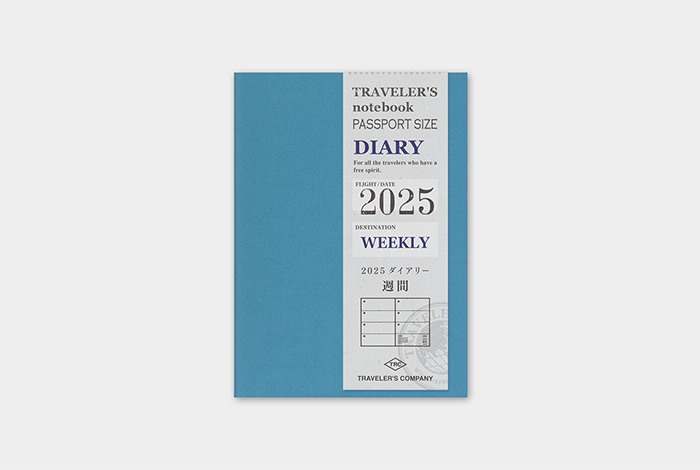 TRAVELER'S
notebook
PASSPORT SIZE
DIARY
For all the travelers who have a
free spirit.
FLIGHT/DATE
2025
DESTINATION
WEEKLY
2025 ダイアリー
週間
TRC
TRAVELER'S COMPANY